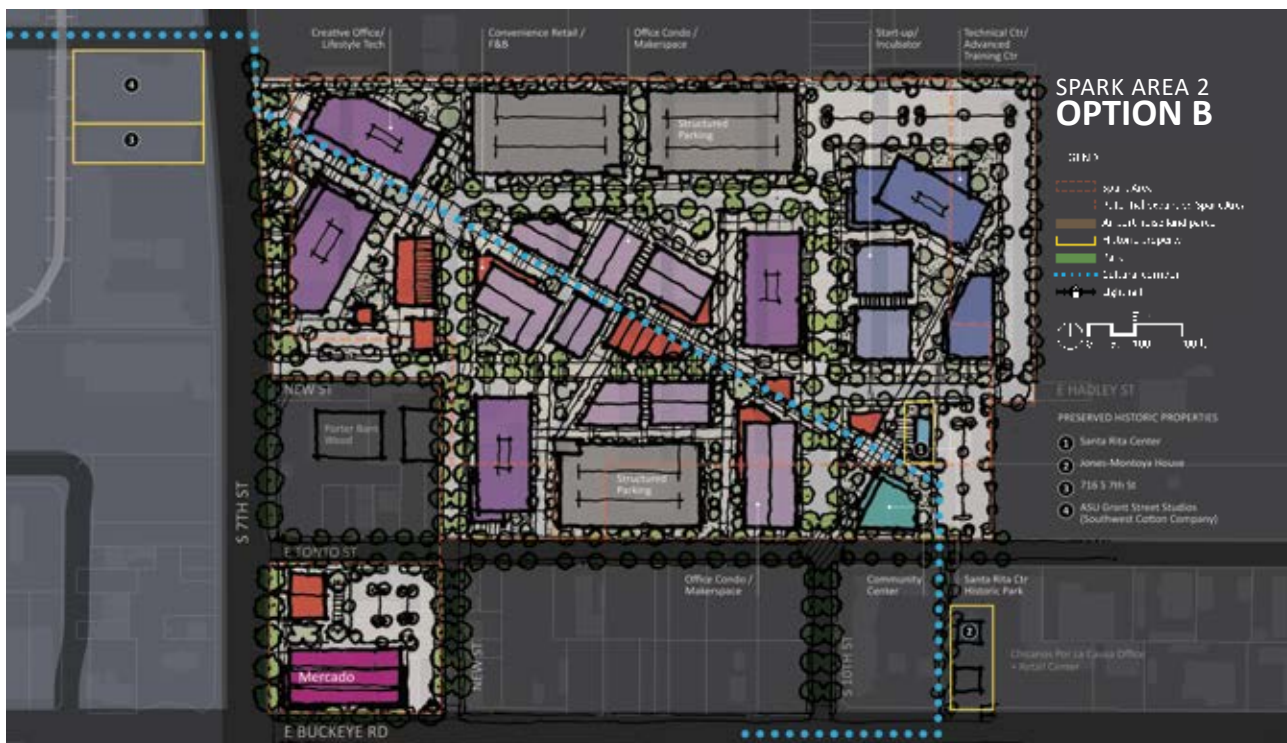 Creative Office/
Lifestyle Tech
Convenience Retail /
F&B
Office Condo /
Makerspace
Start-up/
Incubator
Technical Ctr/
Advanced
Training Ctr
SPARK AREA 2
OPTION B
Structured
Parking
4
3
E HADLEY ST
PRESERVED HISTORIC PROPERTIES
1 Santa Rita Center
2 Jones-Montoya House
3 716 S 7th St
4 ASU Grant Street Studios
(Southwest Cotton Company)
NEW ST
S 7TH ST
Structured
Parking
E TONTO ST
Office Condo /
Makerspace
Community
Center
Santa Rita Ctr
Historic Park
NEW ST
S 10TH ST
2
Chicanos Por La Causa Office
+ Retail Center
Mercado
E BUCKEYE RD